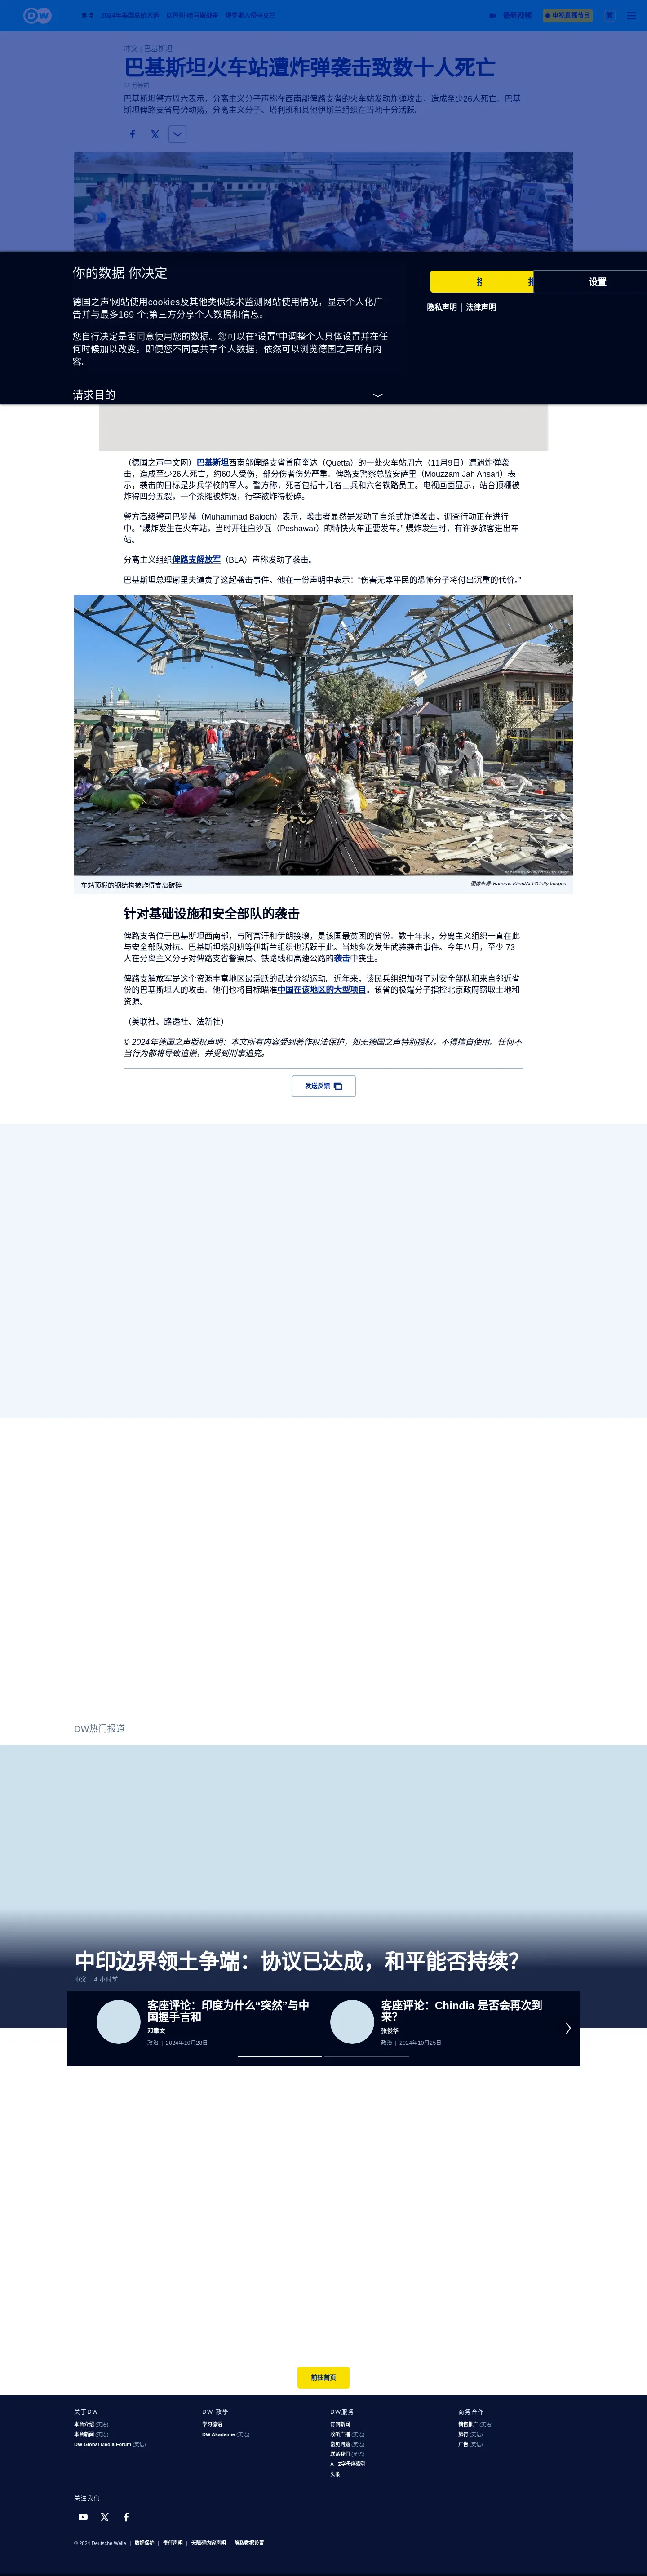 DW
焦点 2024年美国总统大选 以色列-哈马斯战争 俄罗斯入侵乌克兰
最新视频 电视直播节目 繁
冲突 | 巴基斯坦
巴基斯坦火车站遭炸弹袭击致数十人死亡
12 分钟前
巴基斯坦警方周六表示，分离主义分子声称在西南部俾路支省的火车站发动炸弹攻击，造成至少26人死亡。巴基
斯坦俾路支省局势动荡，分离主义分子、塔利班和其他伊斯兰组织在当地十分活跃。
你的数据 你决定
设置
隐私声明 | 法律声明
德国之声'网站使用cookies及其他类似技术监测网站使用情况，显示个人化广
告并与最多169 个;第三方分享个人数据和信息。
您自行决定是否同意使用您的数据。您可以在“设置”中调整个人具体设置并在任
何时候加以改变。即便您不同意共享个人数据，依然可以浏览德国之声所有内
容。
请求目的
（德国之声中文网）巴基斯坦西南部俾路支省首府奎达（Quetta）的一处火车站周六（11月9日）遭遇炸弹袭
击，造成至少26人死亡，约60人受伤，部分伤者伤势严重。俾路支警察总监安萨里（Mouzzam Jah Ansari）表
示，袭击的目标是步兵学校的军人。警方称，死者包括十几名士兵和六名铁路员工。电视画面显示，站台顶棚被
炸得四分五裂，一个茶摊被炸毁，行李被炸得粉碎。
警方高级警司巴罗赫（Muhammad Baloch）表示，袭击者显然是发动了自杀式炸弹袭击，调查行动正在进行
中。“爆炸发生在火车站，当时开往白沙瓦（Peshawar）的特快火车正要发车。” 爆炸发生时，有许多旅客进出车
站。
分离主义组织俾路支解放军（BLA）声称发动了袭击。
巴基斯坦总理谢里夫谴责了这起袭击事件。他在一份声明中表示：“伤害无辜平民的恐怖分子将付出沉重的代价。”
© Banaras Khan/AFP/Getty Images
车站顶棚的钢结构被炸得支离破碎
图像来源: Banaras Khan/AFP/Getty Images
针对基础设施和安全部队的袭击
俾路支省位于巴基斯坦西南部，与阿富汗和伊朗接壤，是该国最贫困的省份。数十年来，分离主义组织一直在此
与安全部队对抗。巴基斯坦塔利班等伊斯兰组织也活跃于此。当地多次发生武装袭击事件。今年八月，至少 73
人在分离主义分子对俾路支省警察局、铁路线和高速公路的袭击中丧生。
俾路支解放军是这个资源丰富地区最活跃的武装分裂运动。近年来，该民兵组织加强了对安全部队和来自邻近省
份的巴基斯坦人的攻击。他们也将目标瞄准中国在该地区的大型项目。该省的极端分子指控北京政府窃取土地和
资源。
（美联社、路透社、法新社）
© 2024年德国之声版权声明：本文所有内容受到著作权法保护，如无德国之声特别授权，不得擅自使用。任何不
当行为都将导致追偿，并受到刑事追究。
发送反馈
DW热门报道
中印边界领土争端：协议已达成，和平能否持续？
冲突 | 4 小时前
客座评论：印度为什么“突然”与中
国握手言和
邓聿文
政治 | 2024年10月28日
客座评论：Chindia 是否会再次到
来？
张俊华
政治 | 2024年10月25日
前往首页
关于DW
本台介绍 (英语)
本台新闻 (英语)
DW Global Media Forum (英语)
DW 教學
学习德语
DW Akademie (英语)
DW服务
订阅新闻
收听广播 (英语)
常见问题 (英语)
联系我们 (英语)
A - Z字母序索引
头条
商务合作
销售推广 (英语)
旅行 (英语)
广告 (英语)
关注我们
© 2024 Deutsche Welle | 数据保护 | 责任声明 | 无障碍内容声明 | 隐私数据设置